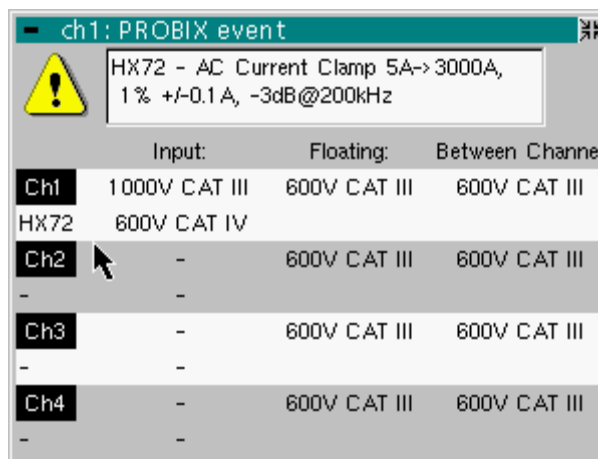 ch1: PROBIX event
HX72 - AC Current Clamp 5A->3000A,
1% +/-0.1A, -3dB@200kHz
Input: Floating: Between Channe
Ch1 1000V CAT III 600V CAT III 600V CAT III
HX72 600V CAT IV
Ch2 - 600V CAT III 600V CAT III
- -
Ch3 - 600V CAT III 600V CAT III
- -
Ch4 - 600V CAT III 600V CAT III
- -